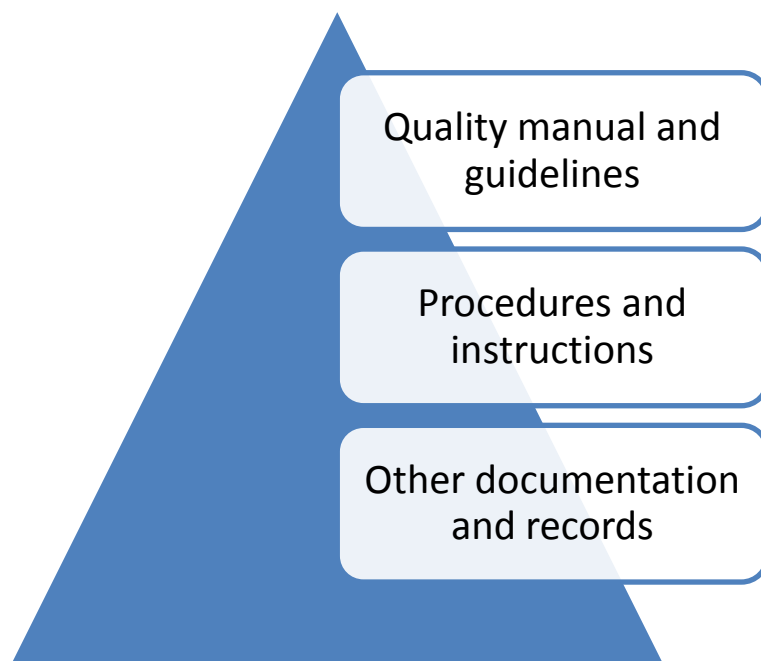 Quality manual and
guidelines
Procedures and
instructions
Other documentation
and records